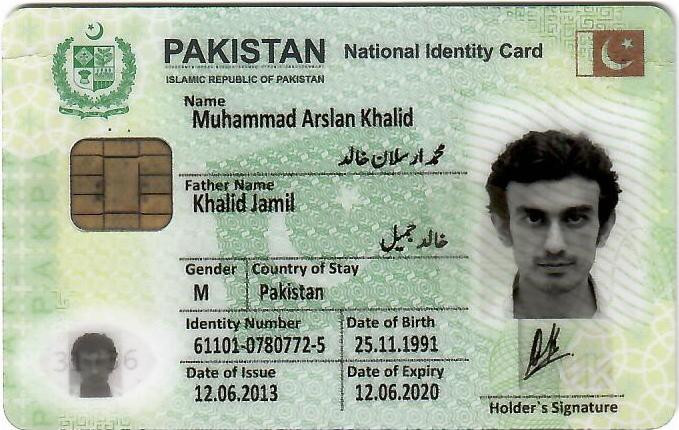 PAKISTAN National Identity Card
ISLAMIC REPUBLIC OF PAKISTAN
Name
Muhammad Arslan Khalid
محمد ارسلان خالد
Father Name
Khalid Jamil
خالد جمیل
Gender Country of Stay
M Pakistan
Identity Number Date of Birth
61101-0780772-5 25.11.1991
Date of Issue Date of Expiry
12.06.2013 12.06.2020
Holder's Signature